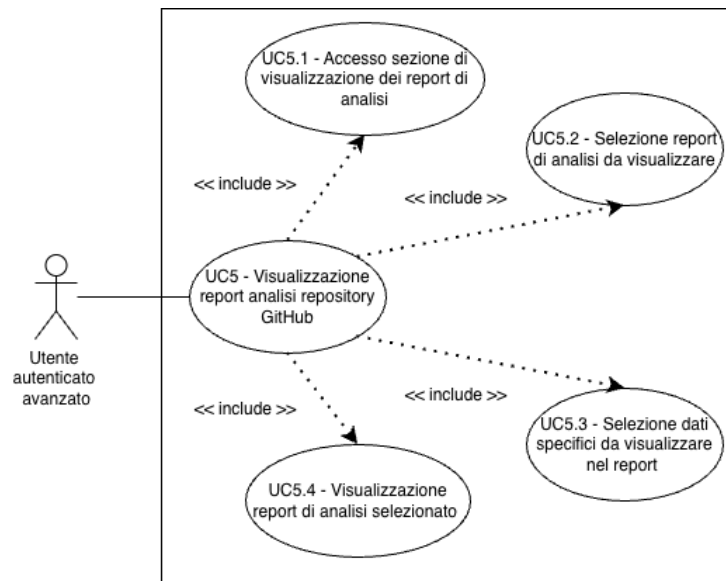 UC5.1 - Accesso sezione di
visualizzazione dei report di
analisi
UC5.2 - Selezione report
di analisi da visualizzare
<< include >>
<< include >>
UC5 - Visualizzazione
report analisi repository
GitHub
Utente
autenticato
avanzato
<< include >>
<< include >>
UC5.3 - Selezione dati
specifici da visualizzare
nel report
UC5.4 - Visualizzazione
report di analisi selezionato